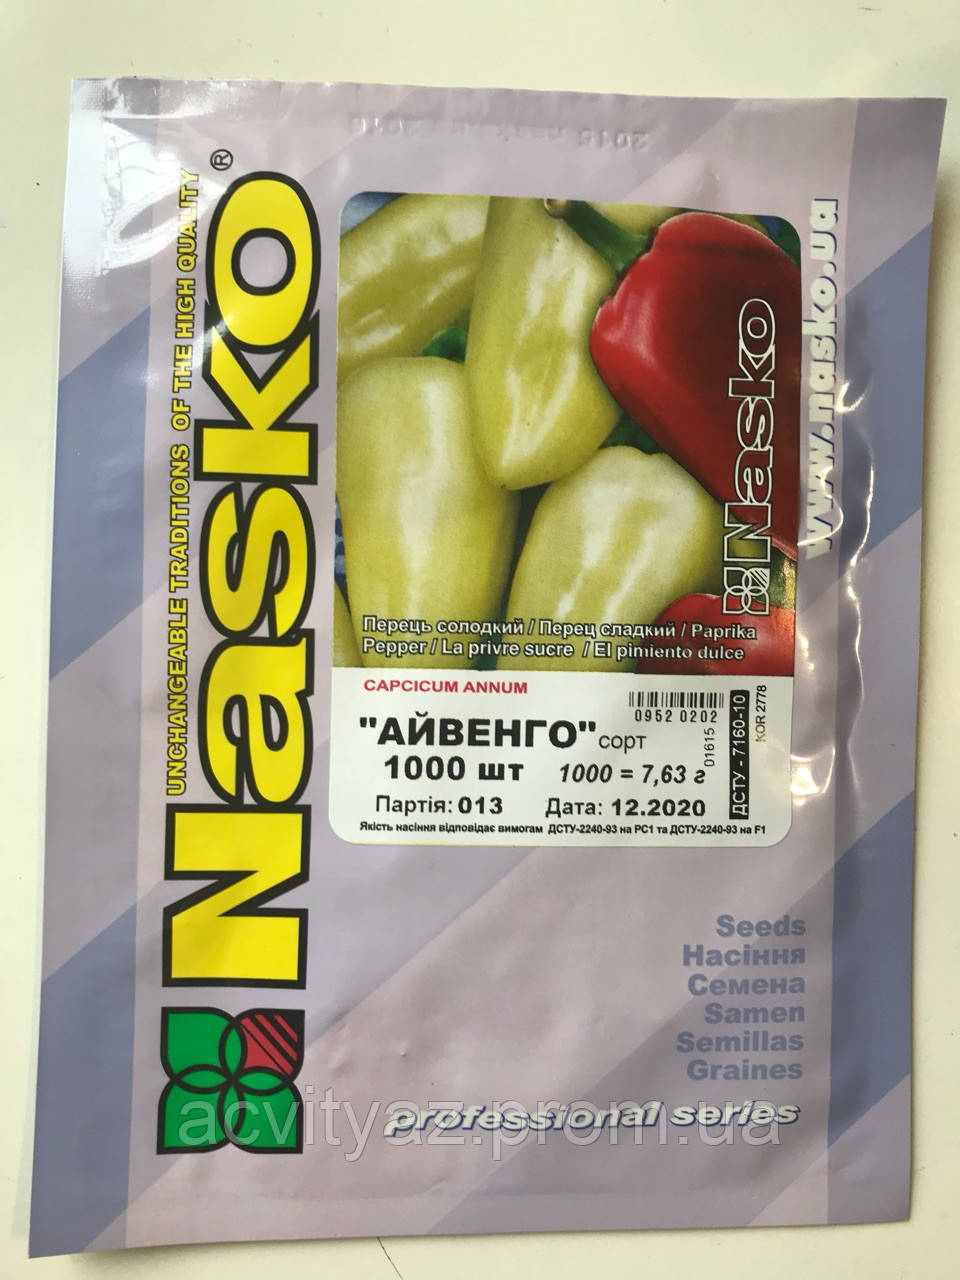 Nasko®
UNCHANGEABLE TRADITIONS OF THE HIGH QUALITY
www.nasko.ua
Nasko
Перець солодкий / Перец сладкий / Paprika
Pepper / La privre sucre / El pimiento dulce
CAPCICUM ANNUM
"АЙВЕНГО" сорт
1000 шт 1000 = 7,63 г
Партія: 013 Дата: 12.2020
Якість насіння відповідає вимогам ДСТУ-2240-93 на РС1 та ДСТУ-2240-93 на F1
0952 0202
01615
ДСТУ - 7160-10
KOR 2778
Seeds
Насіння
Семена
Samen
Semillas
Graines
professional series
acvityaz.prom.ua